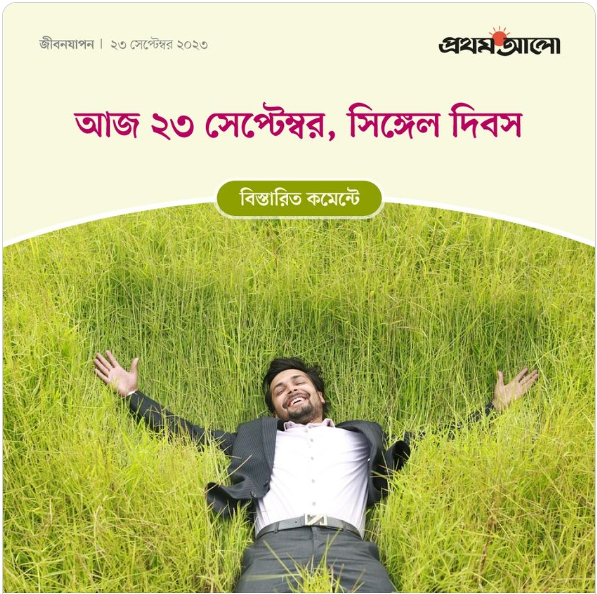 জীবনযাপন | ২৩ সেপ্টেম্বর ২০২৩
প্রথম আলো
আজ ২৩ সেপ্টেম্বর, সিঙ্গেল দিবস
বিস্তারিত কমেন্টে